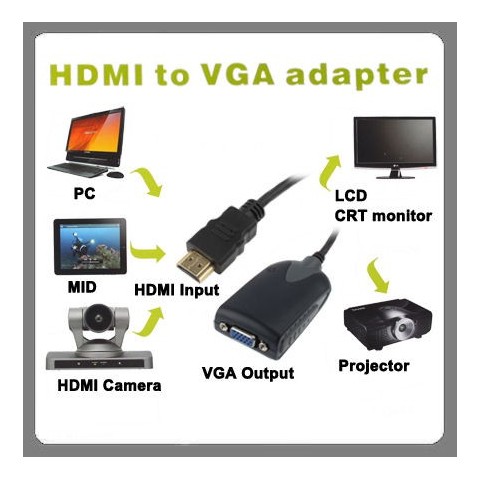 HDMI to VGA adapter
PC
LCD
CRT monitor
MID
HDMI Input
HDMI Camera
VGA Output
Projector